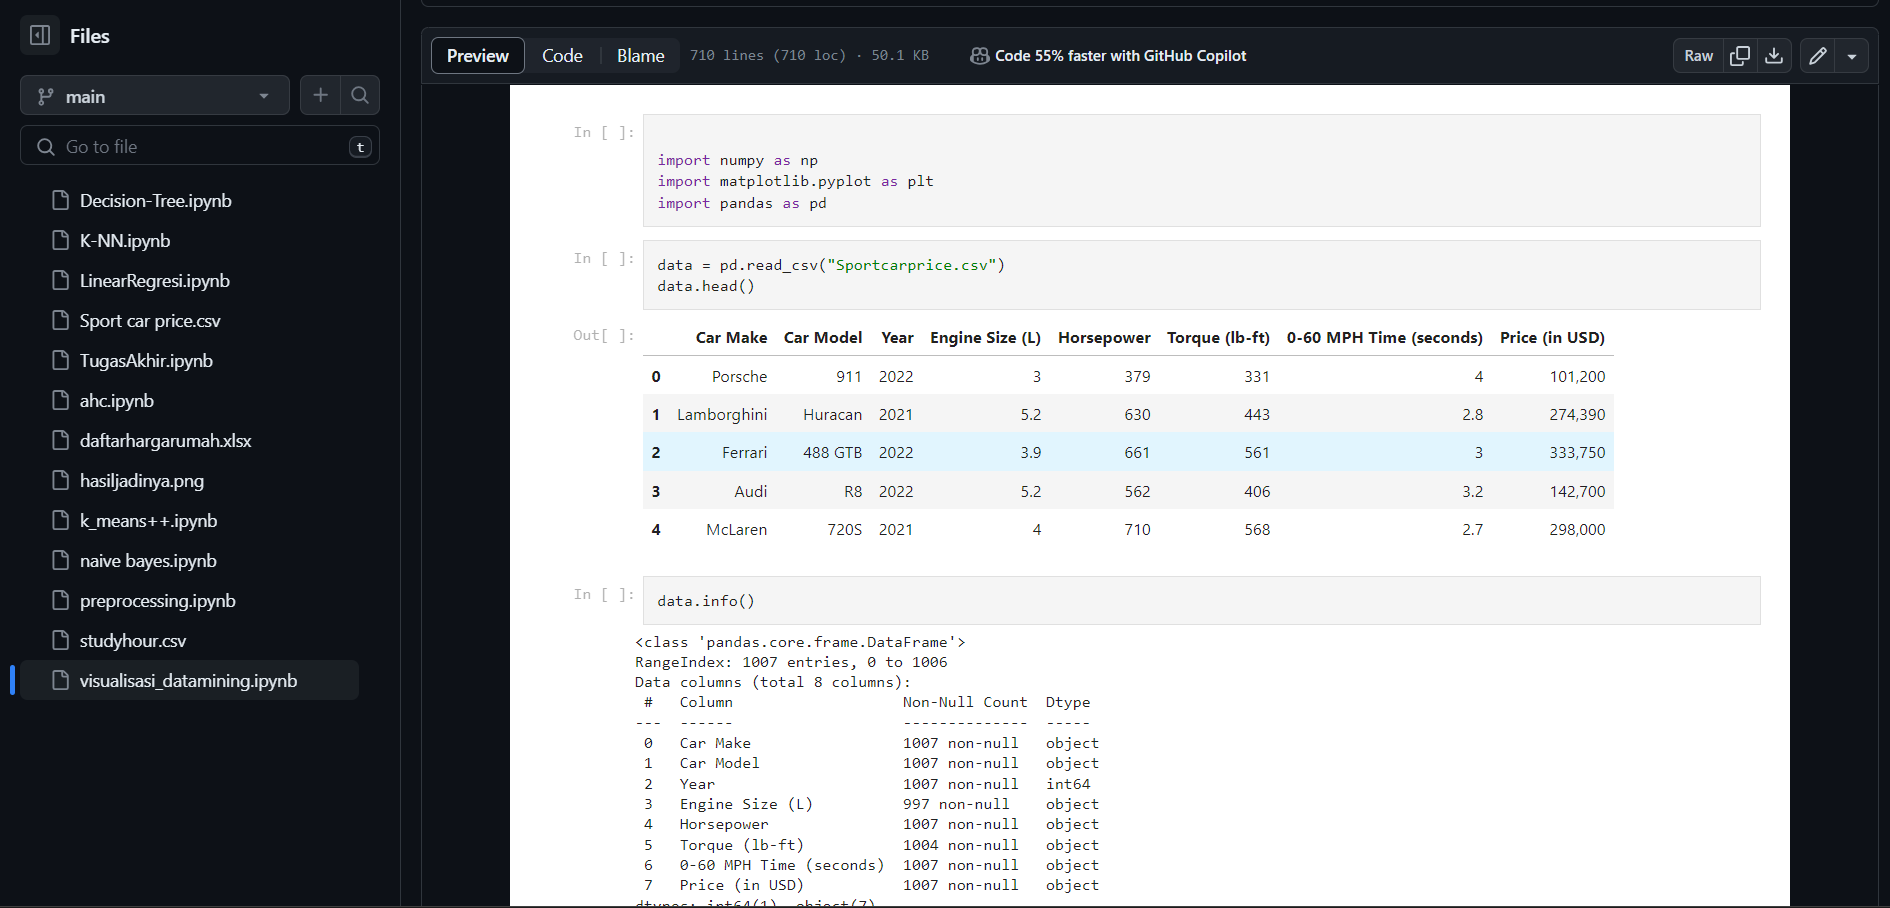 Files
main
Go to file
t
Decision-Tree.ipynb
K-NN.ipynb
LinearRegresi.ipynb
Sport car price.csv
TugasAkhir.ipynb
ahc.ipynb
daftarhargarumah.xlsx
hasiljadinya.png
k_means++.ipynb
naive bayes.ipynb
preprocessing.ipynb
studyhour.csv
visualisasi_datamining.ipynb
Preview Code Blame 710 lines (710 loc) · 50.1 KB Code 55% faster with GitHub Copilot Raw
In [ ]:
import numpy as np
import matplotlib.pyplot as plt
import pandas as pd
In [ ]:
data = pd.read_csv("Sportcarprice.csv")
data.head()
Out[ ]:
Car Make Car Model Year Engine Size (L) Horsepower Torque (lb-ft) 0-60 MPH Time (seconds) Price (in USD)
0 Porsche 911 2022 3 379 331 4 101,200
1 Lamborghini Huracan 2021 5.2 630 443 2.8 274,390
2 Ferrari 488 GTB 2022 3.9 661 561 3 333,750
3 Audi R8 2022 5.2 562 406 3.2 142,700
4 McLaren 720S 2021 4 710 568 2.7 298,000
In [ ]:
data.info()
<class 'pandas.core.frame.DataFrame'>
RangeIndex: 1007 entries, 0 to 1006
Data columns (total 8 columns):
# Column Non-Null Count Dtype
--- ------ -------------- -----
0 Car Make 1007 non-null object
1 Car Model 1007 non-null object
2 Year 1007 non-null int64
3 Engine Size (L) 997 non-null object
4 Horsepower 1007 non-null object
5 Torque (lb-ft) 1004 non-null object
6 0-60 MPH Time (seconds) 1007 non-null object
7 Price (in USD) 1007 non-null object
dtypes: int64(1), object(7)